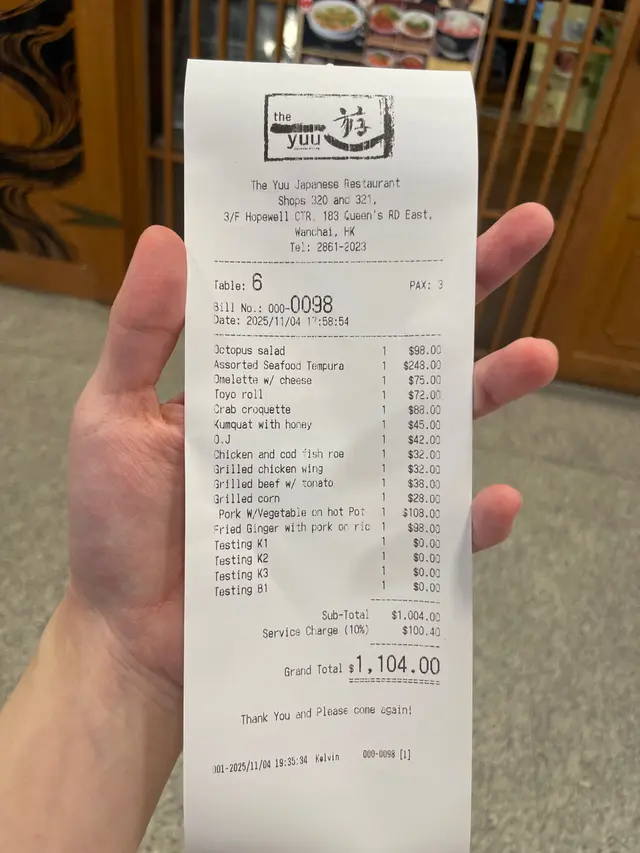 the
yuu 游
The Yuu Japanese Restaurant
Shops 320 and 321,
3/F Hopewell CTR. 183 Queen's RD East,
Wanchai, HK
Tel: 2861-2023
Table: 6 PAX: 3
Bill No.: 000-0098
Date: 2025/11/04 17:58:54
Octopus salad 1 $98.00
Assorted Seafood Tempura 1 $248.00
Omelette w/ cheese 1 $75.00
Toyo roll 1 $72.00
Crab croquette 1 $88.00
Kumquat with honey 1 $45.00
O.J 1 $42.00
Chicken and cod fish roe 1 $32.00
Grilled chicken wing 1 $32.00
Grilled beef w/ tomato 1 $38.00
Grilled corn 1 $28.00
Pork W/Vegetable on hot Pot 1 $108.00
Fried Ginger with pork on ric 1 $98.00
Testing K1 1 $0.00
Testing K2 1 $0.00
Testing K3 1 $0.00
Testing B1 1 $0.00
Sub-Total $1,004.00
Service Charge (10%) $100.40
Grand Total $1,104.00
Thank You and Please come again!
001-2025/11/04 19:35:34 Kelvin 000-0098 [1]